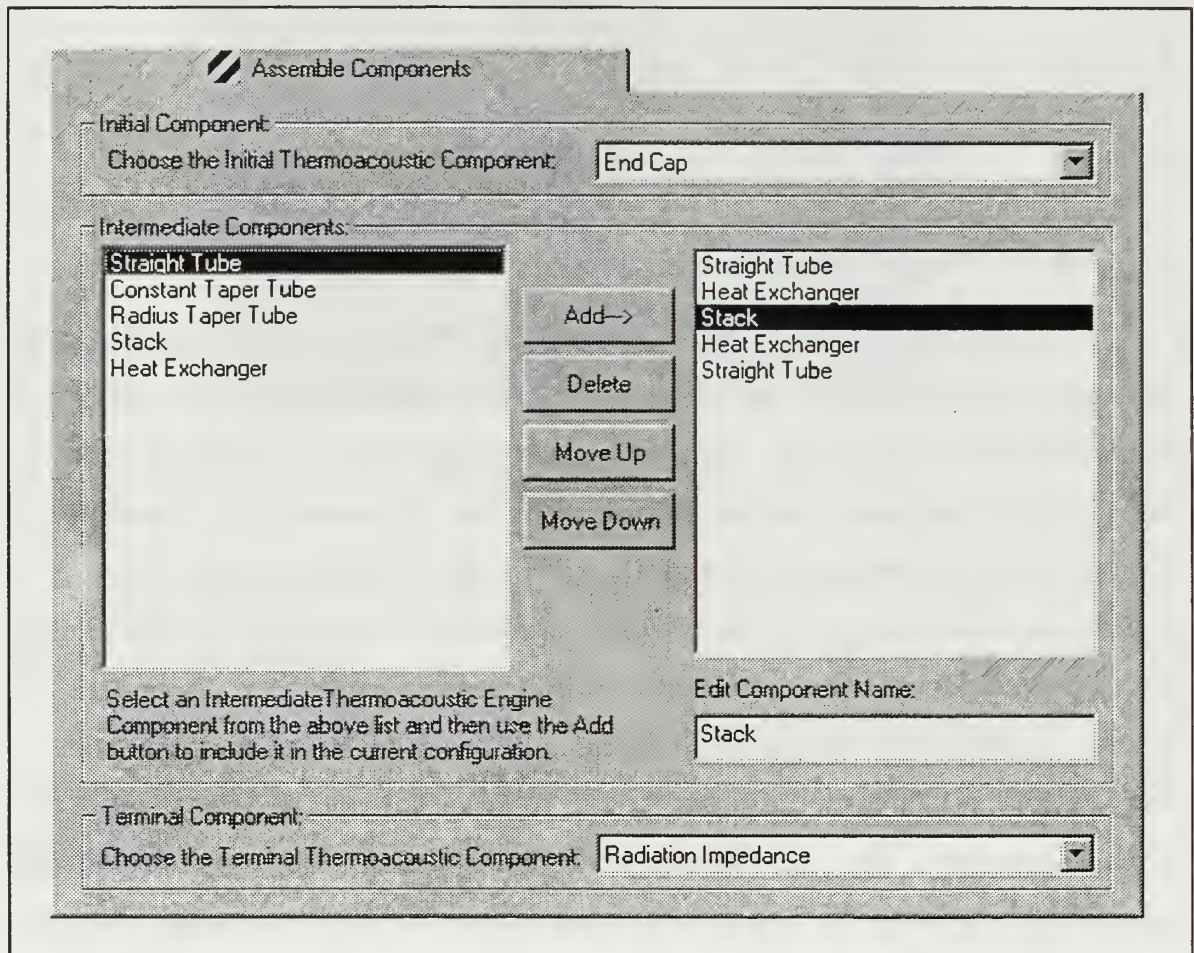 Assemble Components
Initial Component:
Choose the Initial Thermoacoustic Component: End Cap
Intermediate Components:
Straight Tube
Constant Taper Tube
Radius Taper Tube
Stack
Heat Exchanger
Add-->
Delete
Move Up
Move Down
Straight Tube
Heat Exchanger
Stack
Heat Exchanger
Straight Tube
Select an IntermediateThermoacoustic Engine
Component from the above list and then use the Add
button to include it in the current configuration.
Edit Component Name:
Stack
Terminal Component:
Choose the Terminal Thermoacoustic Component: Radiation Impedance